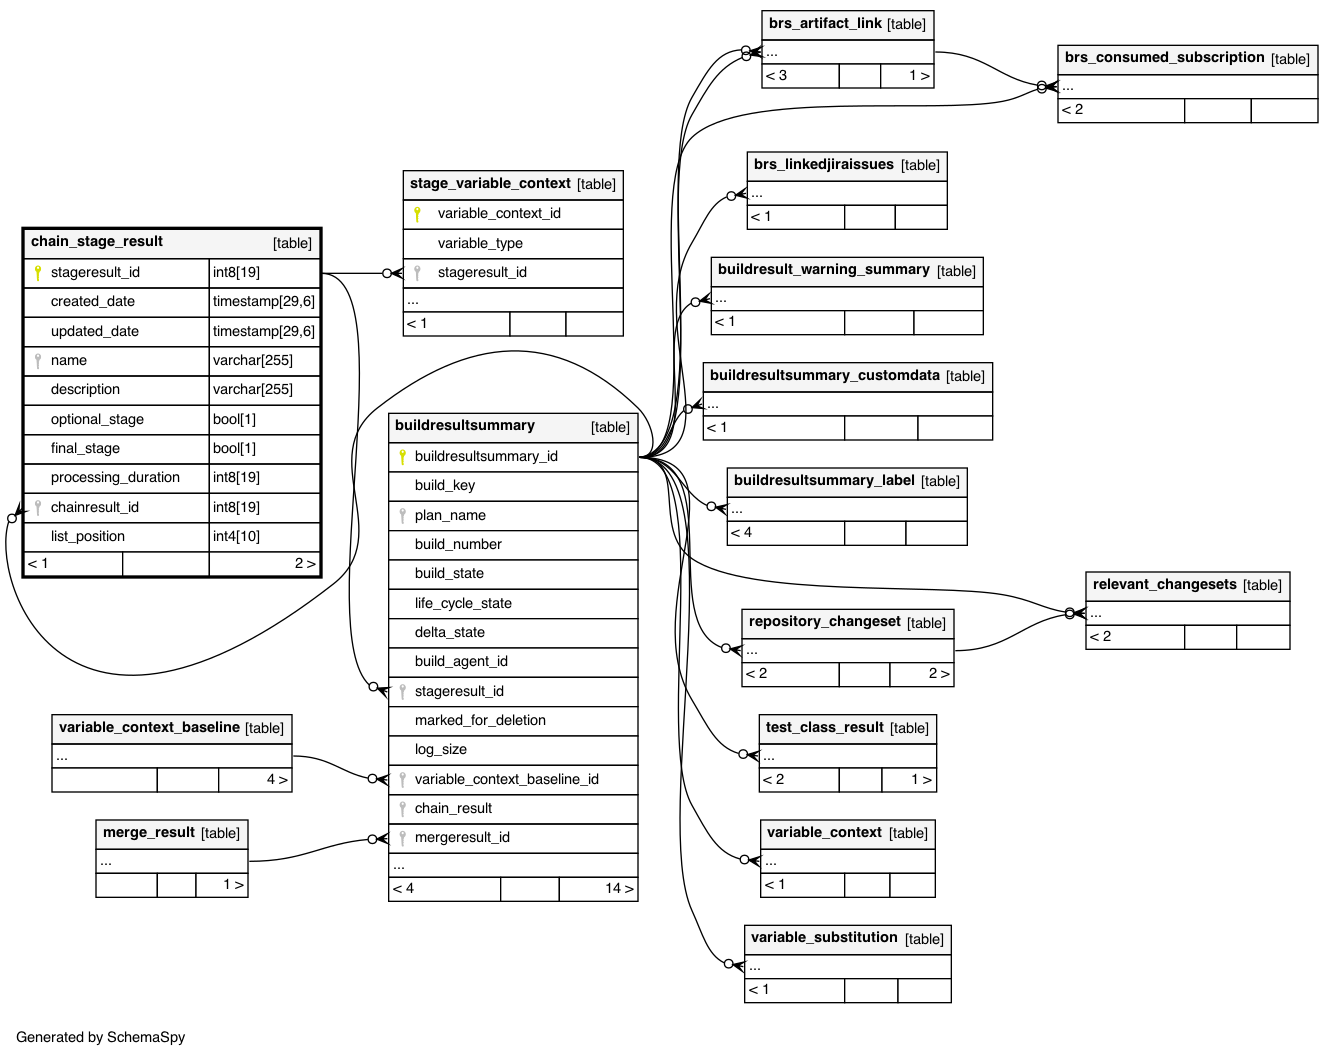 brs_artifact_link [table]
...
< 3 1 >
brs_consumed_subscription [table]
...
< 2
brs_linkedjiraissues [table]
...
< 1
stage_variable_context [table]
variable_context_id
variable_type
stageresult_id
...
< 1
chain_stage_result [table]
stageresult_id int8[19]
created_date timestamp[29,6]
updated_date timestamp[29,6]
name varchar[255]
description varchar[255]
optional_stage bool[1]
final_stage bool[1]
processing_duration int8[19]
chainresult_id int8[19]
list_position int4[10]
< 1 2 >
buildresult_warning_summary [table]
...
< 1
buildresultsummary_customdata [table]
...
< 1
buildresultsummary [table]
buildresultsummary_id
build_key
plan_name
build_number
build_state
life_cycle_state
delta_state
build_agent_id
stageresult_id
marked_for_deletion
log_size
variable_context_baseline_id
chain_result
mergeresult_id
...
< 4 14 >
buildresultsummary_label [table]
...
< 4
relevant_changesets [table]
...
< 2
repository_changeset [table]
...
< 2 2 >
variable_context_baseline [table]
...
4 >
test_class_result [table]
...
< 2 1 >
merge_result [table]
...
1 >
variable_context [table]
...
< 1
variable_substitution [table]
...
< 1
Generated by SchemaSpy